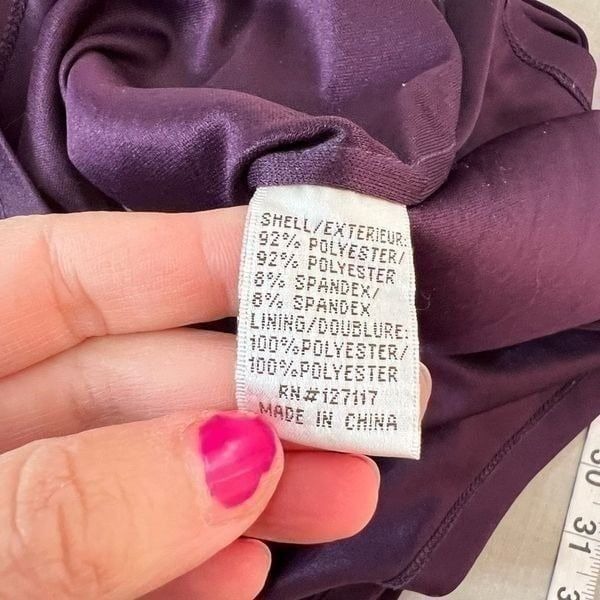 SHELL/EXTERIEUR:
92% POLYESTER/
92% POLYESTER
8% SPANDEX/
8% SPANDEX
LINING/DOUBLURE:
100%POLYESTER/
100%POLYESTER
RN#127117
MADE IN CHINA
31